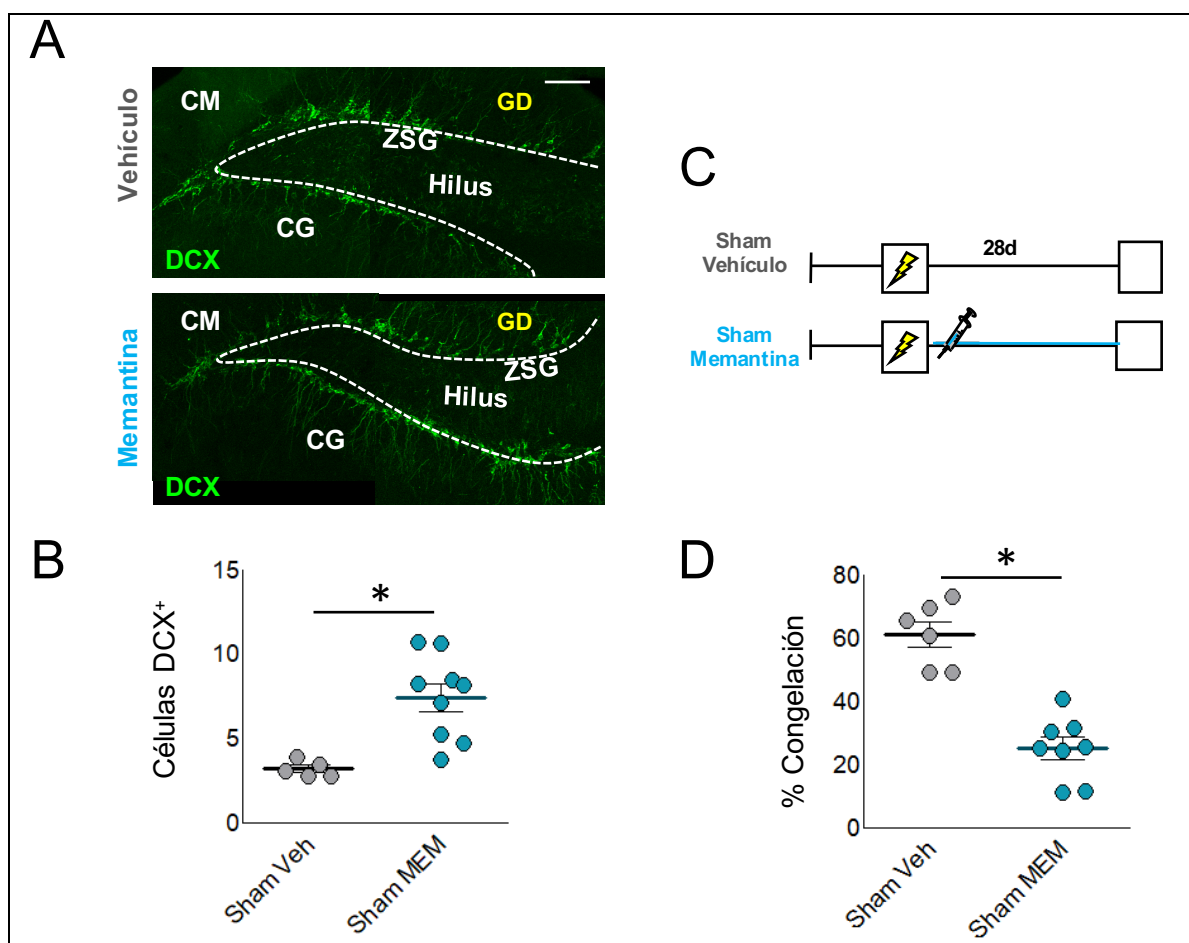 A
Vehículo
CM
GD
ZSG
Hilus
CG
DCX
Memantina
CM
GD
ZSG
Hilus
CG
DCX
B
Células DCX+
15
10
5
0
*
Sham Veh
Sham MEM
C
Sham
Vehículo
28d
Sham
Memantina
D
% Congelación
80
60
40
20
0
*
Sham Veh
Sham MEM